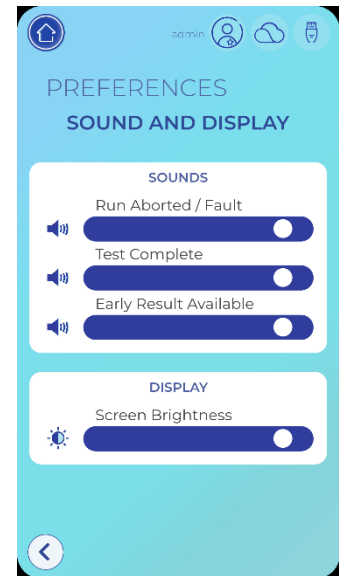 admin
PREFERENCES
SOUND AND DISPLAY
SOUNDS
Run Aborted / Fault
Test Complete
Early Result Available
DISPLAY
Screen Brightness